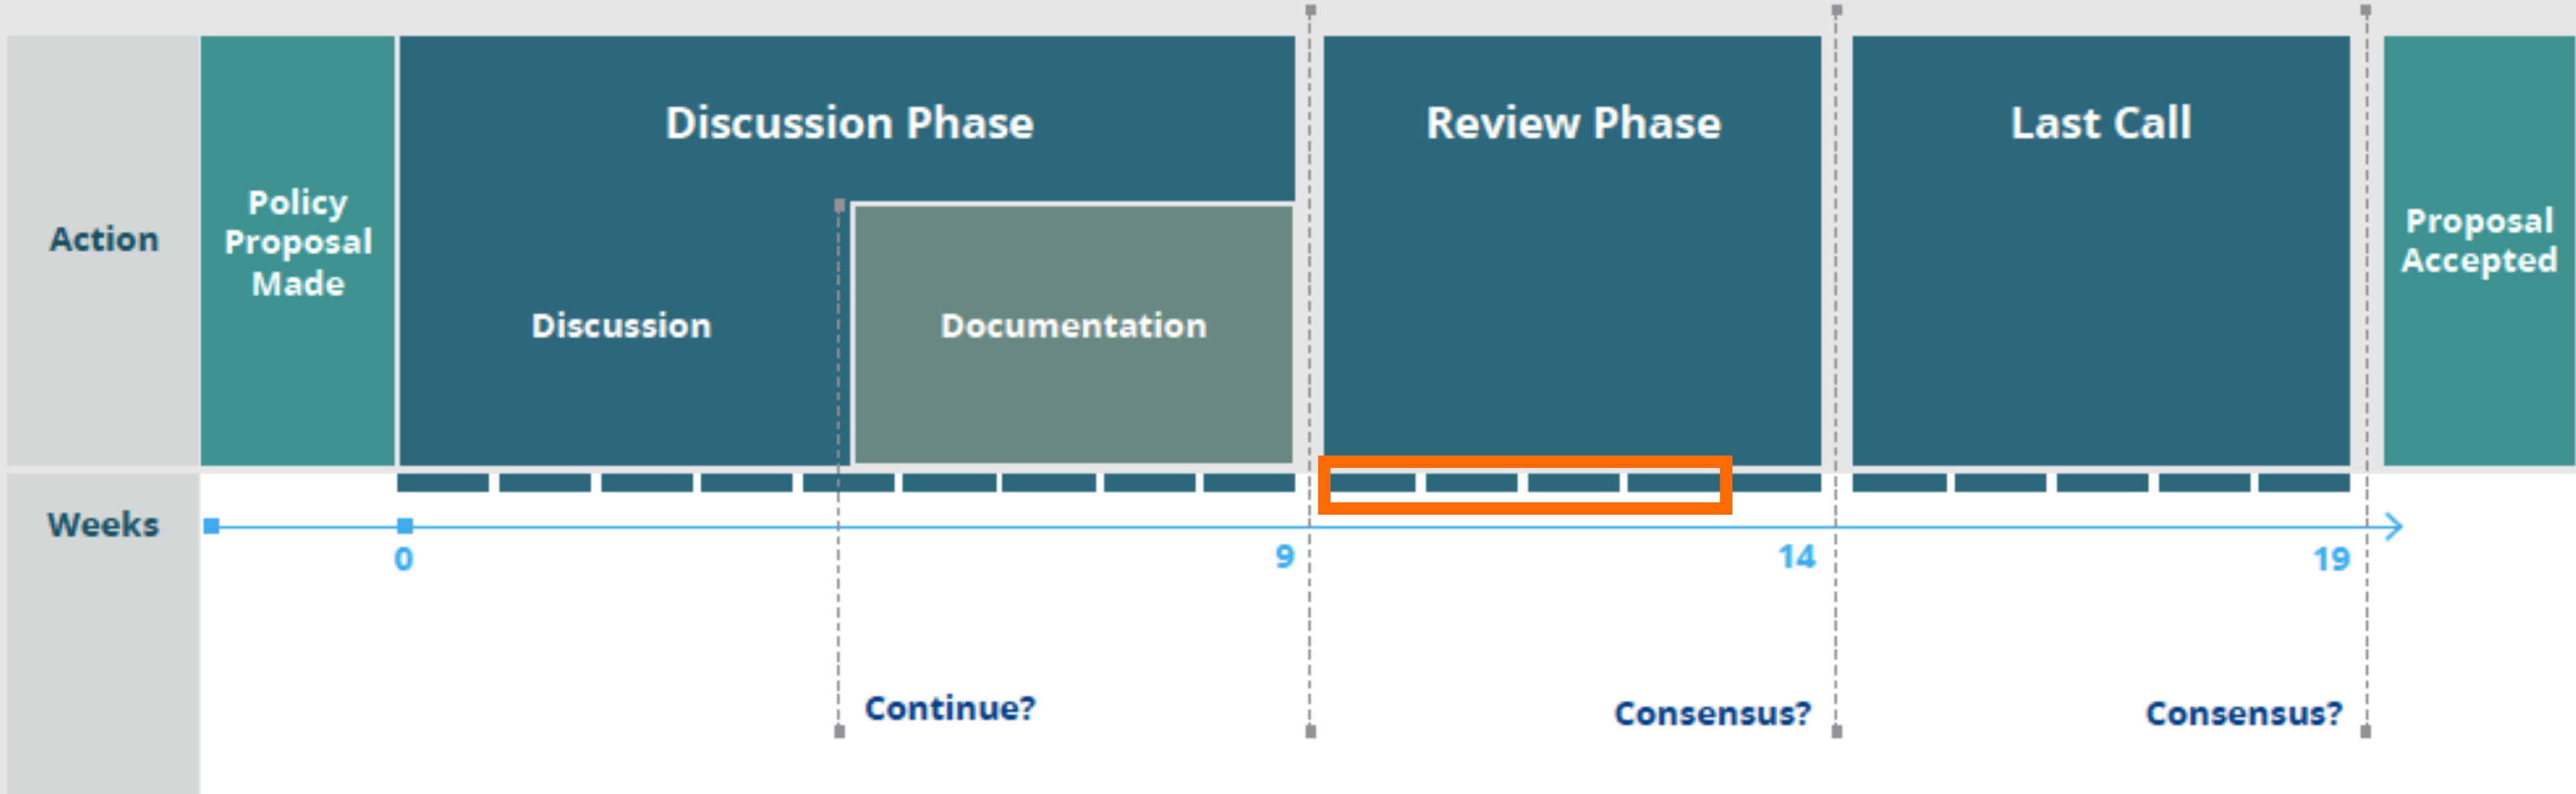 Action
Policy
Proposal
Made
Discussion Phase
Discussion
Documentation
Review Phase
Last Call
Proposal
Accepted
Weeks
0
9
14
19
Continue?
Consensus?
Consensus?